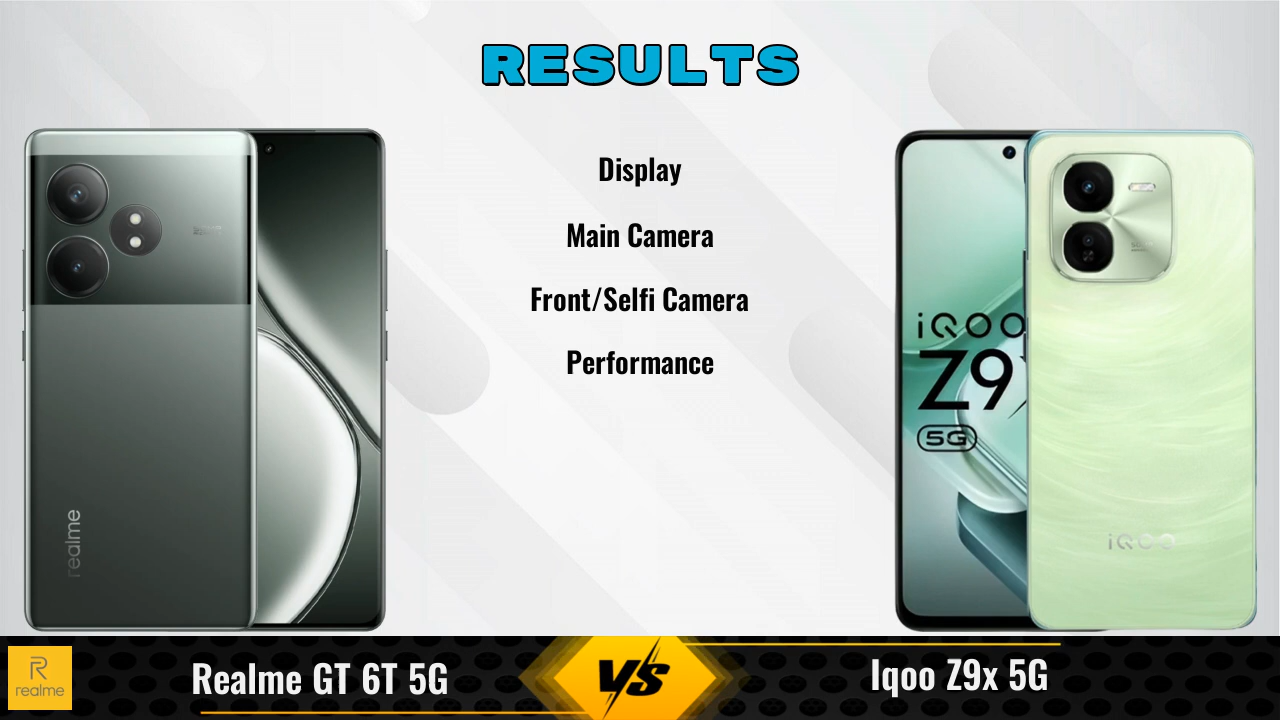 RESULTS
Display
Main Camera
Front/Selfi Camera
Performance
realme
iQOO
Z9
5G
iQOO
R
realme
Realme GT 6T 5G
VS
Iqoo Z9x 5G